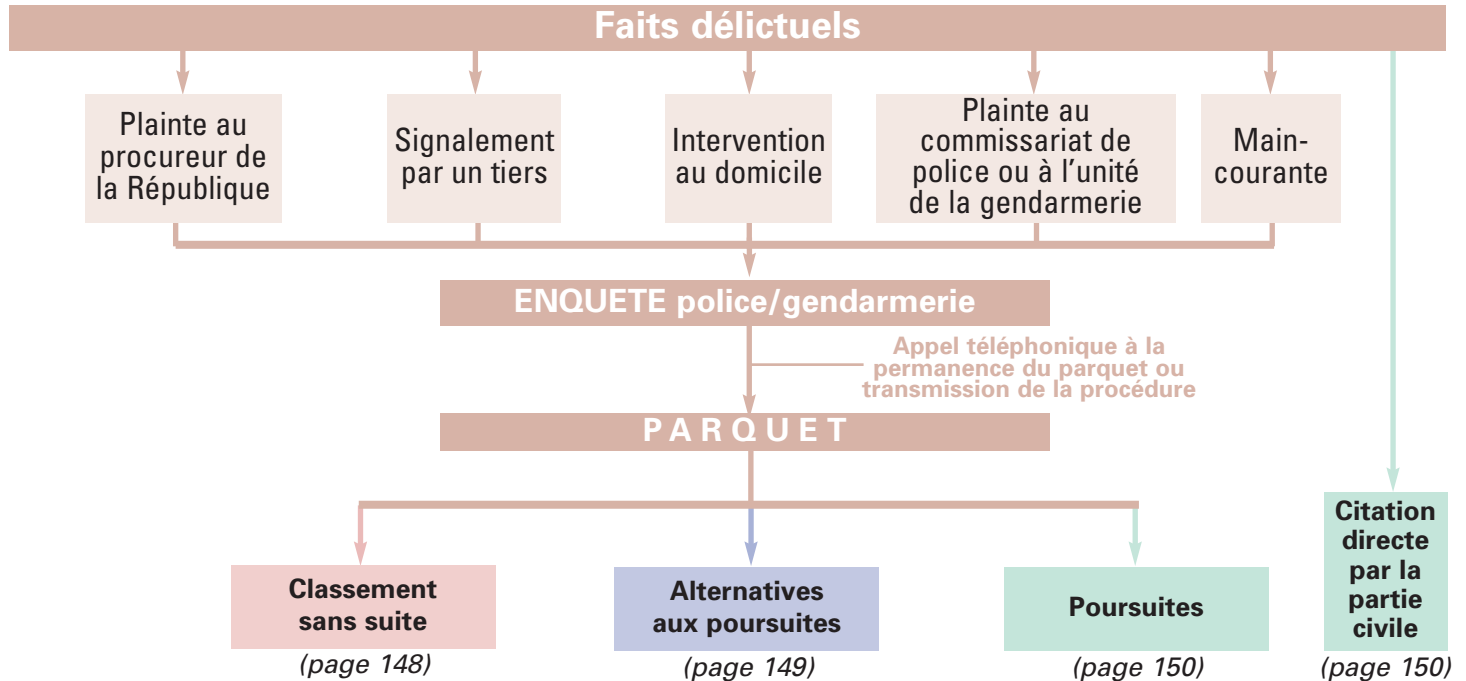 Faits délictuels
Plainte au
procureur de
la République
Signalement
par un tiers
Intervention
au domicile
Plainte au
commissariat de
police ou à l'unité
de la gendarmerie
Main-
courante
ENQUETE police/gendarmerie
Appel téléphonique à la
permanence du parquet ou
transmission de la procédure
PARQUET
Classement
sans suite
(page 148)
Alternatives
aux poursuites
(page 149)
Poursuites
(page 150)
Citation
directe
par la
partie
civile
(page 150)